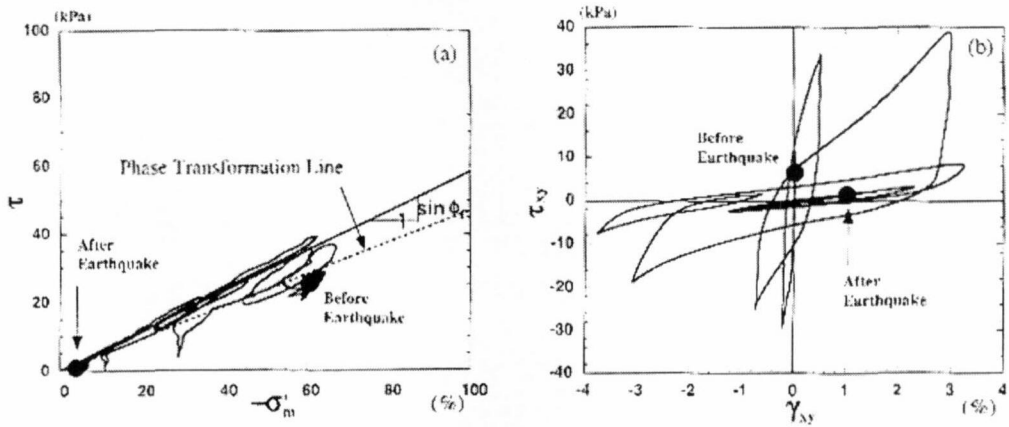 (kPa)
100
(a)
80
τ
60
Phase Transformation Line
sin ϕf
1
40
After
Earthquake
20
Before
Earthquake
0
0 20 40 60 80 100
-σ'm
(%)
(kPa)
40
(b)
30
Before
Earthquake
20
10
τxy
0
-10
After
Earthquake
-20
-30
-40
-4 -3 -2 -1 0 1 2 3 4
γxy
(%)